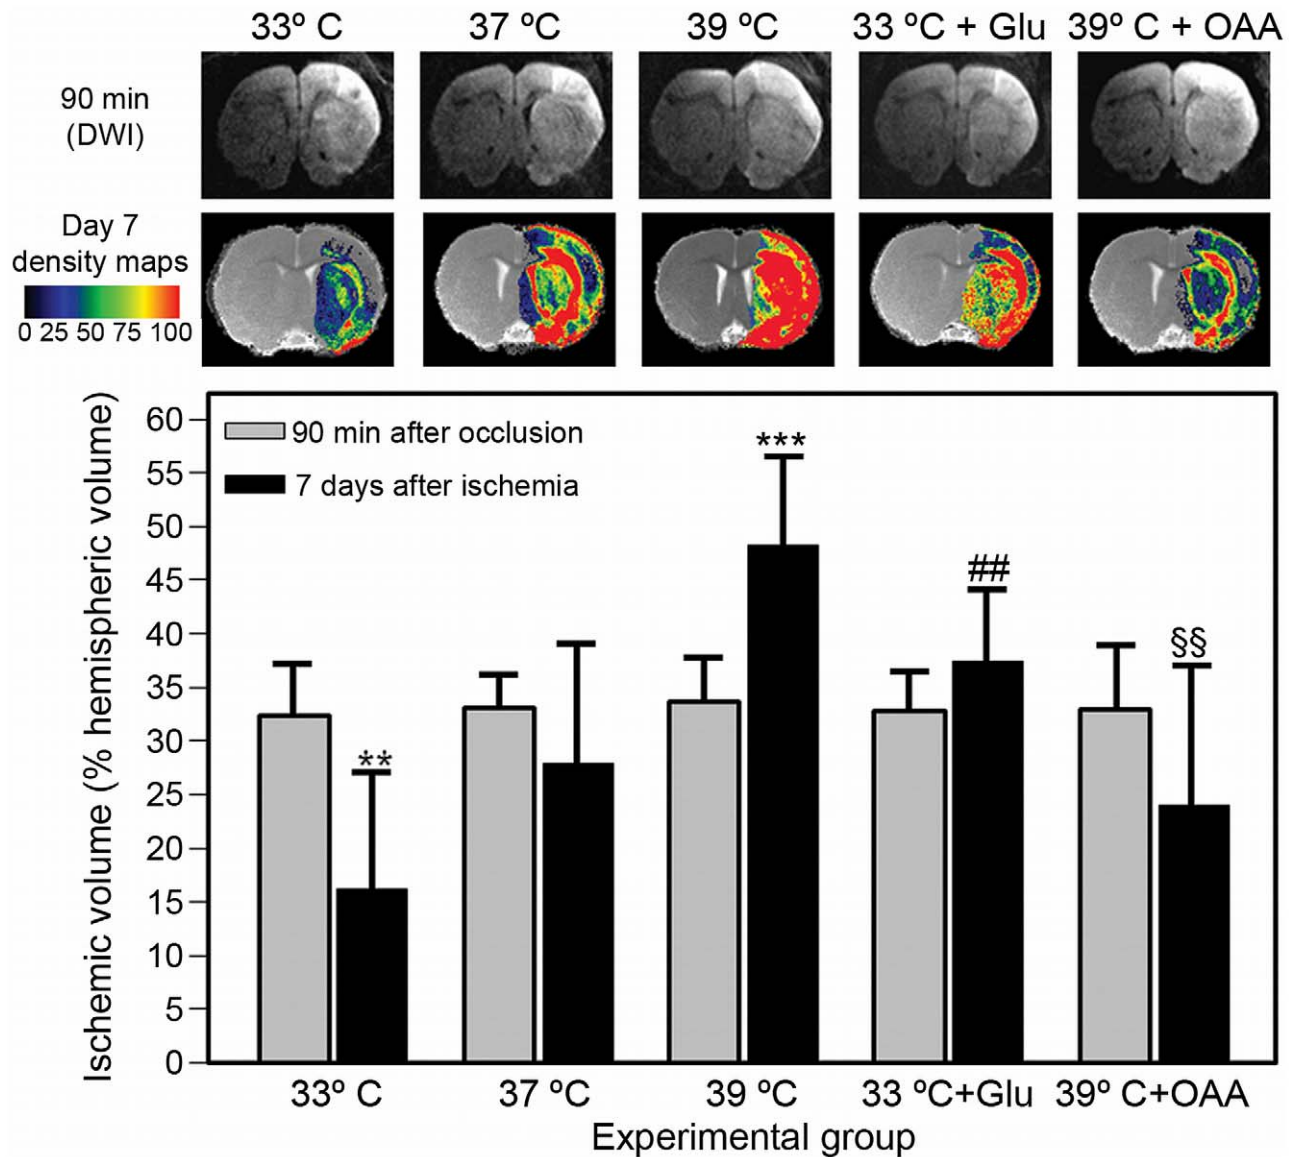 33º C
37 ºC
39 ºC
33 ºC + Glu
39º C + OAA
90 min
(DWI)
Day 7
density maps
0 25 50 75 100
Ischemic volume (% hemispheric volume)
60
55
50
45
40
35
30
25
20
15
10
5
0
90 min after occlusion
7 days after ischemia
**
***
##
§§
33º C
37 ºC
39 ºC
33 ºC+Glu
39º C+OAA
Experimental group